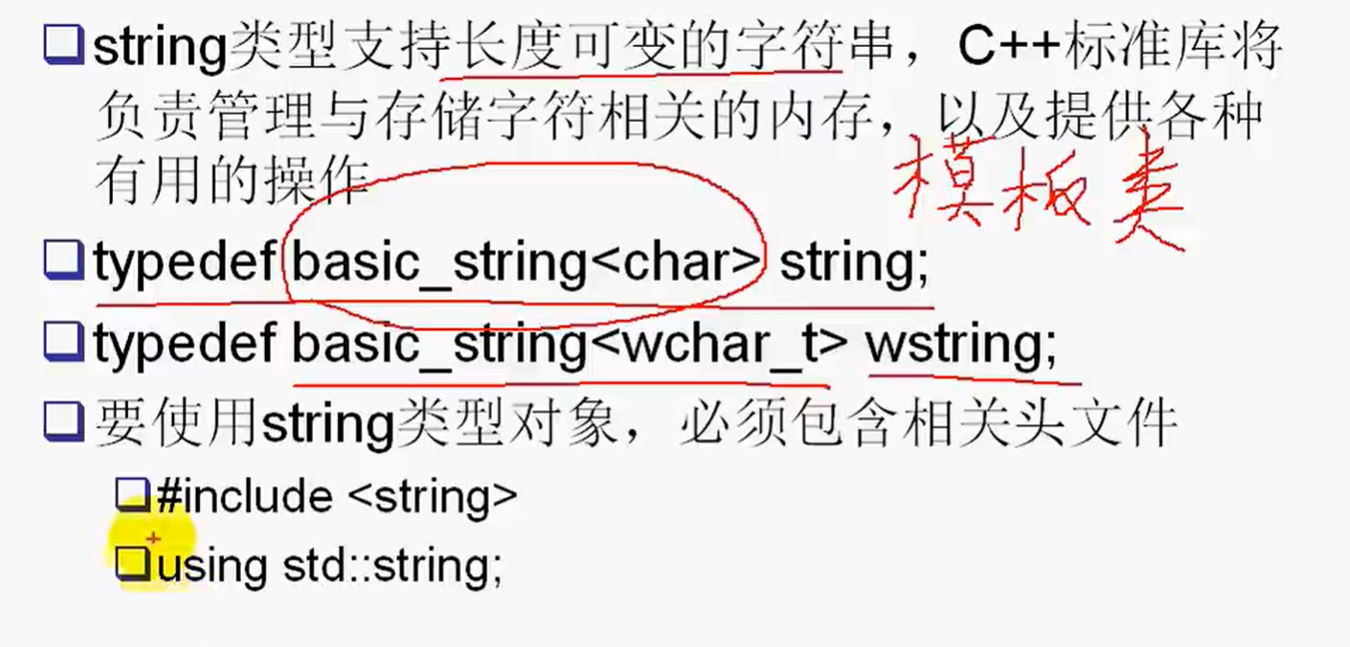 string类型支持长度可变的字符串，C++标准库将
负责管理与存储字符相关的内存，以及提供各种
有用的操作
模板类
typedef basic_string<char> string;
typedef basic_string<wchar_t> wstring;
要使用string类型对象，必须包含相关头文件
#include <string>
using std::string;